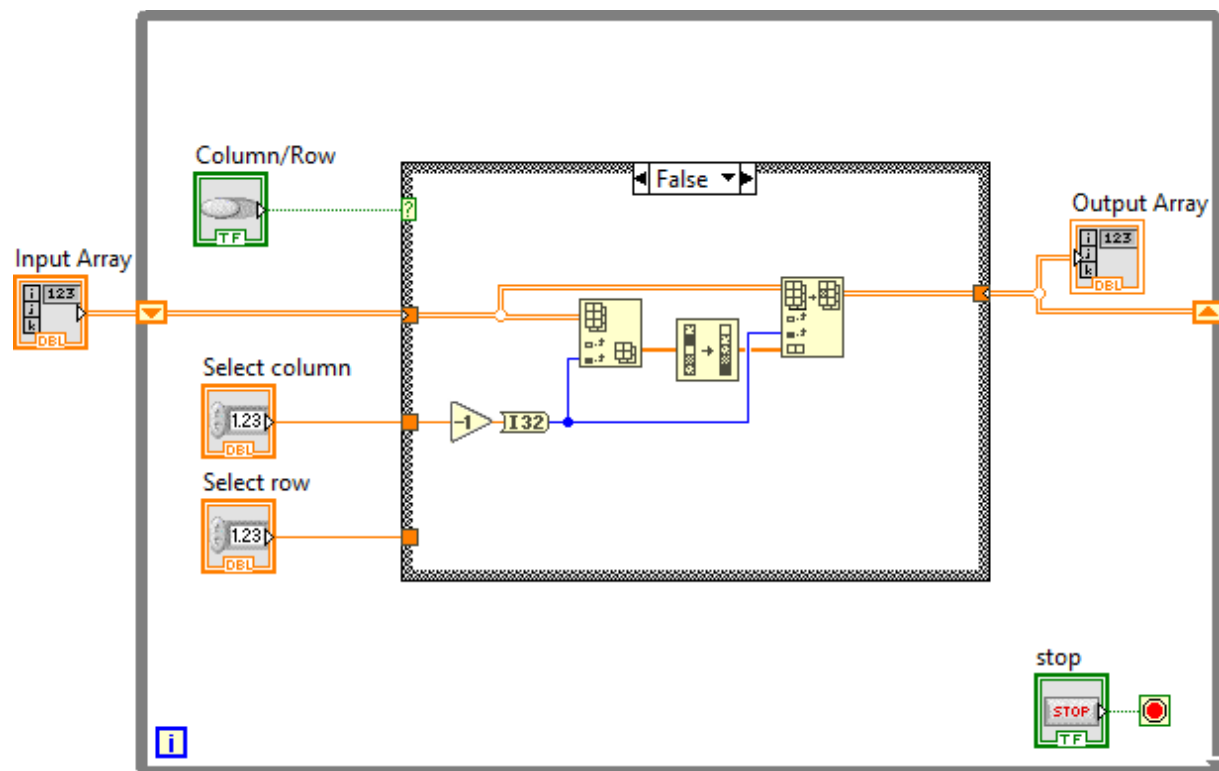 Column/Row
TF
?
False
Input Array
i
j
k
123
DBL
Output Array
i
j
k
123
DBL
Select column
1.23
DBL
-1
I32
Select row
1.23
DBL
stop
STOP
TF
i